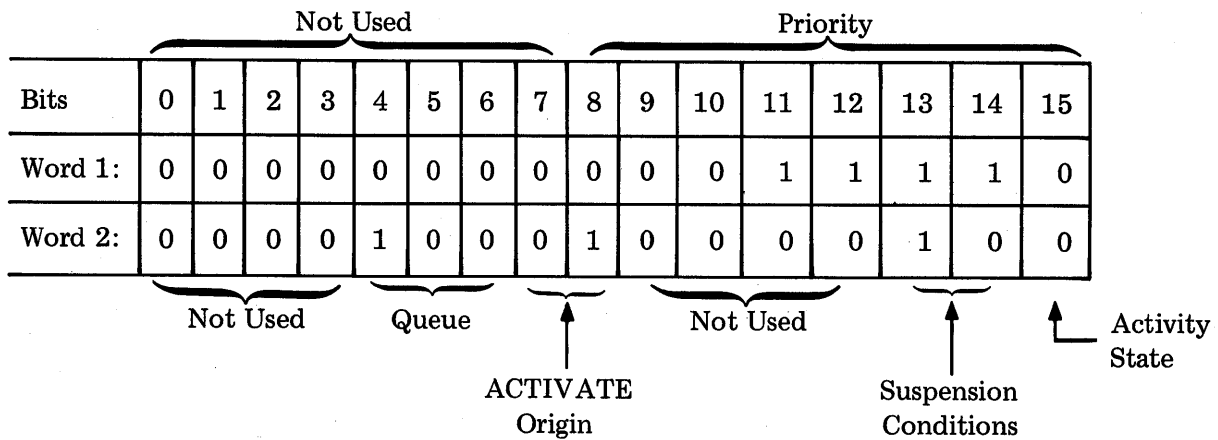 Not Used Priority
Bits 0 1 2 3 4 5 6 7 8 9 10 11 12 13 14 15
Word 1: 0 0 0 0 0 0 0 0 0 0 0 1 1 1 1 0
Word 2: 0 0 0 0 1 0 0 0 1 0 0 0 0 1 0 0
Not Used Queue Not Used
Activity
State
ACTIVATE
Origin
Suspension
Conditions